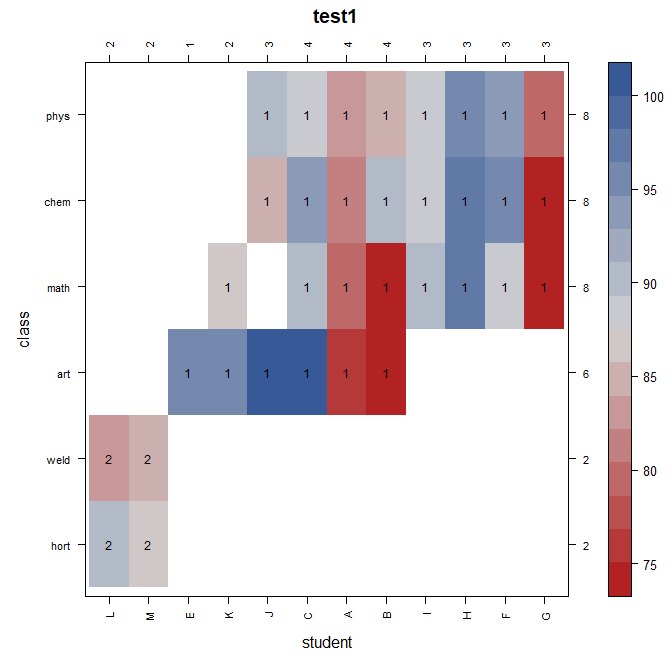 test1
2 2 1 2 3 4 4 4 3 3 3 3
phys 1 1 1 1 1 1 1 1 8
chem 1 1 1 1 1 1 1 1 8
math 1 1 1 1 1 1 1 1 8
art 1 1 1 1 1 1 6
weld 2 2 2
hort 2 2 2
L M E K J C A B I H F G
student
class
100
95
90
85
80
75